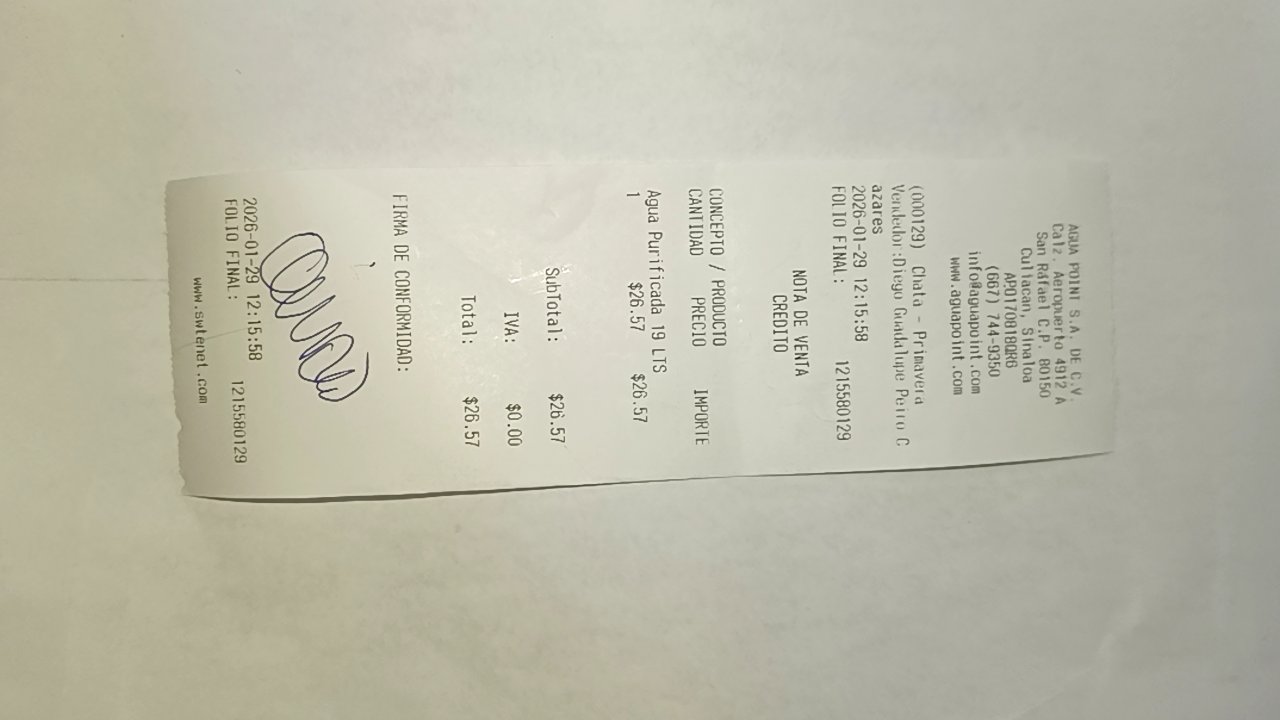 AGUA POINT S.A. DE C.V.
Calz. Aeropuerto 4912 A
San Rafael C.P. 80150
Culiacan, Sinaloa
APO170818QR6
(667) 744-9350
info@aguapoint.com
www.aguapoint.com
(000129) Chata - Primavera
Vendedor:Diego Guadalupe Peiro C
azares
2026-01-29 12:15:58
FOLIO FINAL: 1215580129
NOTA DE VENTA
CREDITO
CONCEPTO / PRODUCTO
CANTIDAD PRECIO IMPORTE
Agua Purificada 19 LTS
1 $26.57 $26.57
SubTotal: $26.57
IVA: $0.00
Total: $26.57
FIRMA DE CONFORMIDAD:
2026-01-29 12:15:58
FOLIO FINAL: 1215580129
www.swtenet.com